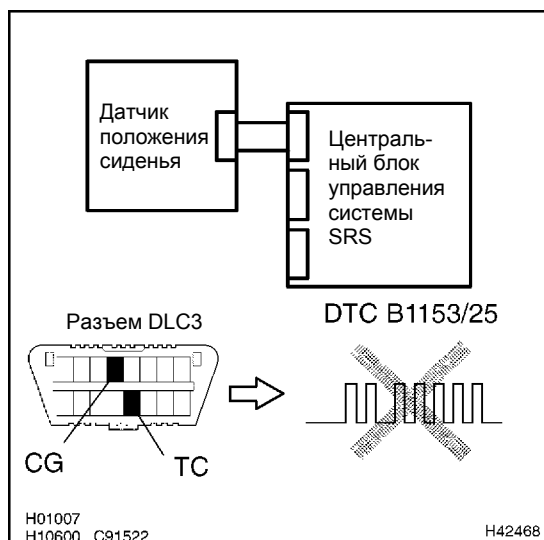 Датчик
положения
сиденья
Централь-
ный блок
управления
системы
SRS
DTC B1153/25
Разъем DLC3
CG
TC
H01007
H10600 C91522
H42468